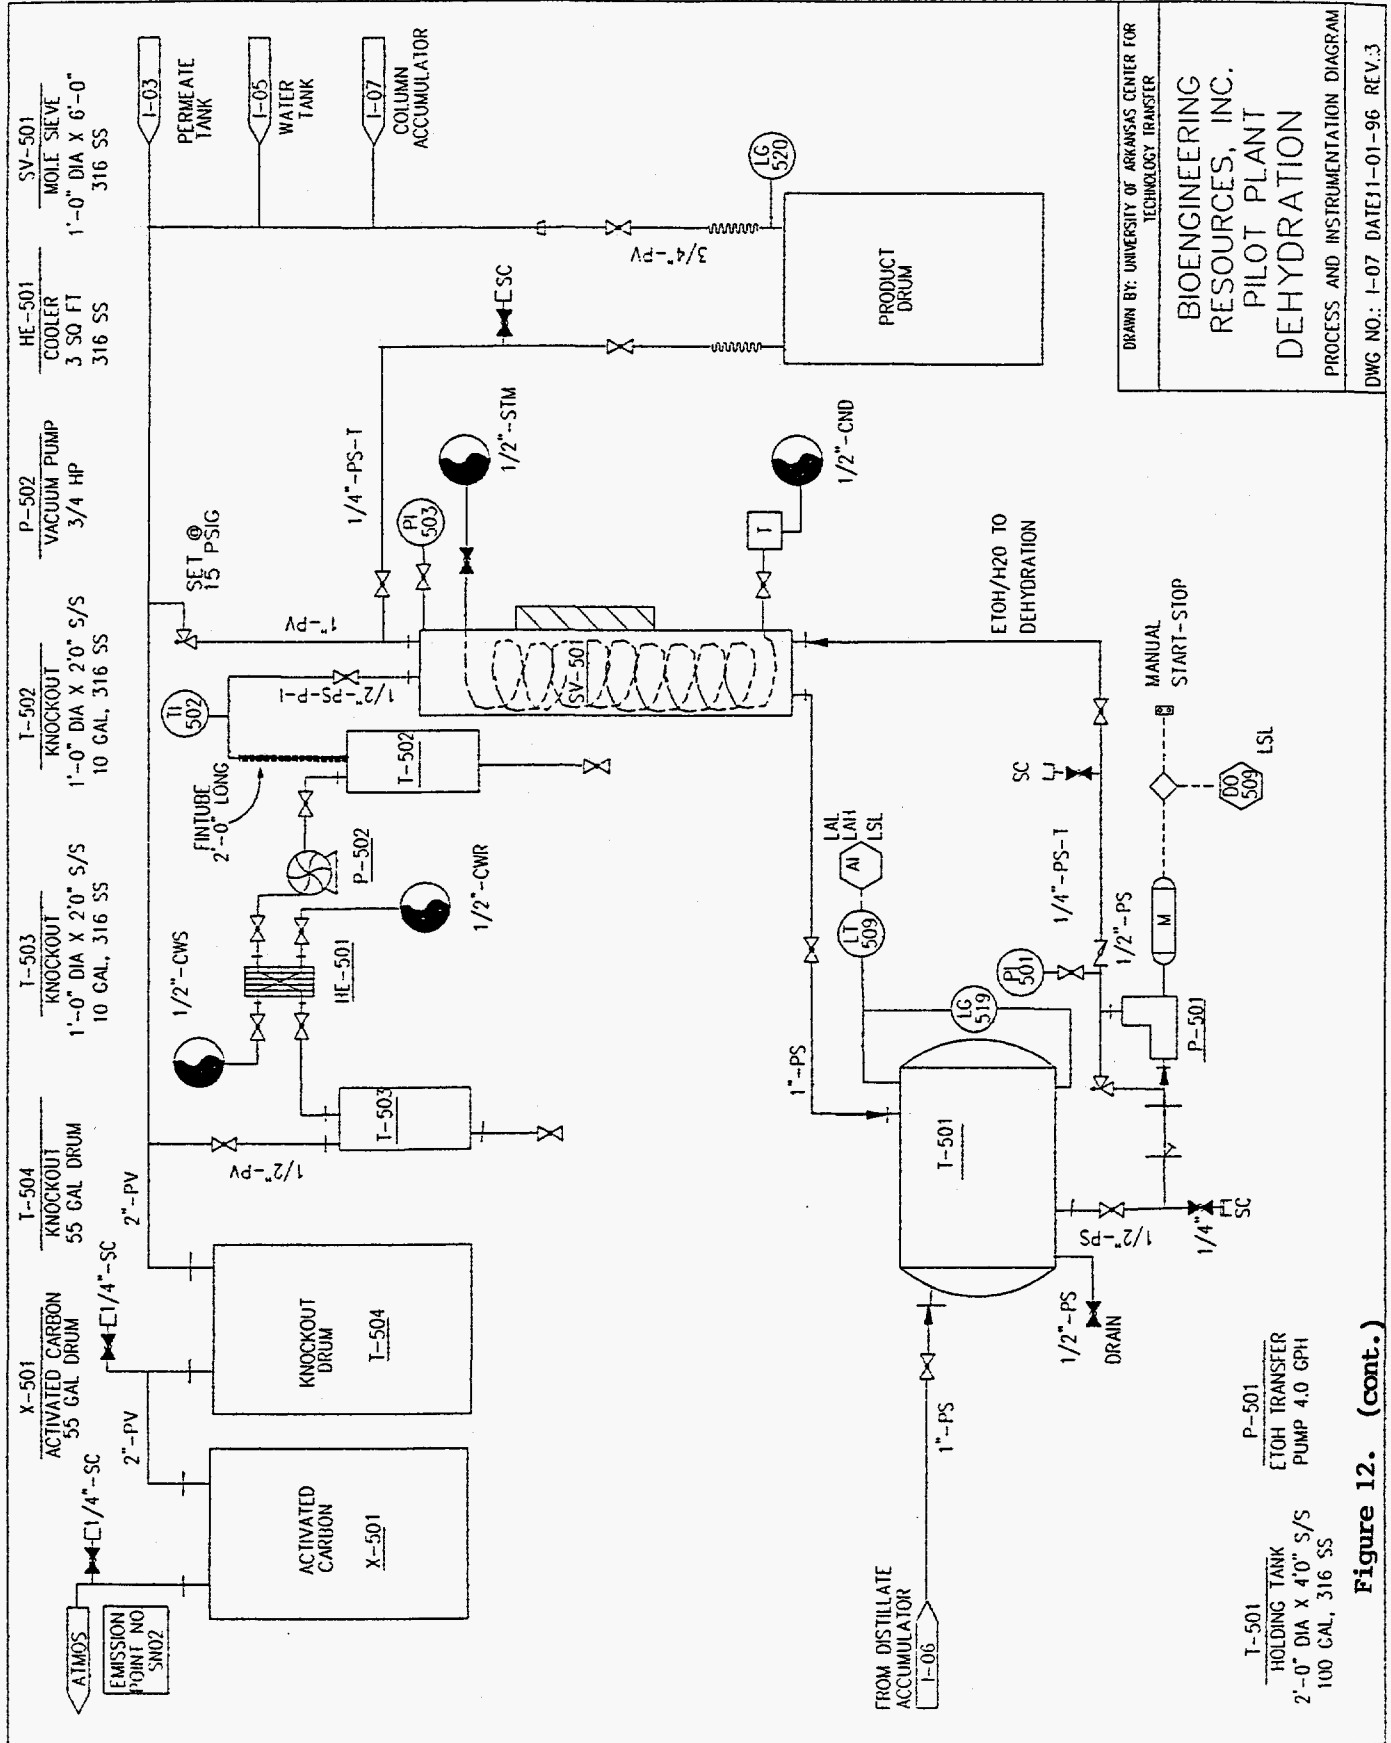 X-501
ACTIVATED CARBON
55 GAL DRUM
T-504
KNOCKOUT
55 GAL DRUM
T-503
KNOCKOUT
1'-0" DIA X 2'0" S/S
10 GAL, 316 SS
T-502
KNOCKOUT
1'-0" DIA X 2'0" S/S
10 GAL, 316 SS
P-502
VACUUM PUMP
3/4 HP
HE-501
COOLER
3 SQ FT
316 SS
SV-501
MOLE SIEVE
1'-0" DIA X 6'-0"
316 SS
ATMOS
EMISSION
POINT NO
SN02
1/4"-SC
2"-PV
1/4"-SC
2"-PV
ACTIVATED
CARBON
X-501
KNOCKOUT
DRUM
T-504
1/2"-PV
T-503
1/2"-CWS
HE-501
1/2"-CWR
P-502
FINTUBE
2'-0" LONG
T-502
TI
502
1/2"-PS-P-I
SET @
15 PSIG
1"-PV
1/4"-PS-T
PI
503
SV-501
1/2"-STM
SC
T
1/2"-CND
I-03
PERMEATE
TANK
I-05
WATER
TANK
I-07
COLUMN
ACCUMULATOR
3/4"-PV
LG
520
PRODUCT
DRUM
FROM DISTILLATE
ACCUMULATOR
I-06
1"-PS
1/2"-PS
DRAIN
T-501
1"-PS
LT
509
AI
LAL
LAH
LSL
LG
519
1/2"-PS
1/4"
SC
PI
501
P-501
M
1/2"-PS
1/4"-PS-T
SC
DO
509
LSL
MANUAL
START-STOP
ETOH/H2O TO
DEHYDRATION
T-501
HOLDING TANK
2'-0" DIA X 4'0" S/S
100 GAL, 316 SS
P-501
ETOH TRANSFER
PUMP 4.0 GPH
DRAWN BY: UNIVERSITY OF ARKANSAS CENTER FOR
TECHNOLOGY TRANSFER
BIOENGINEERING
RESOURCES, INC.
PILOT PLANT
DEHYDRATION
PROCESS AND INSTRUMENTATION DIAGRAM
DWG NO.: I-07 DATE11-01-96 REV.3
Figure 12. (cont.)